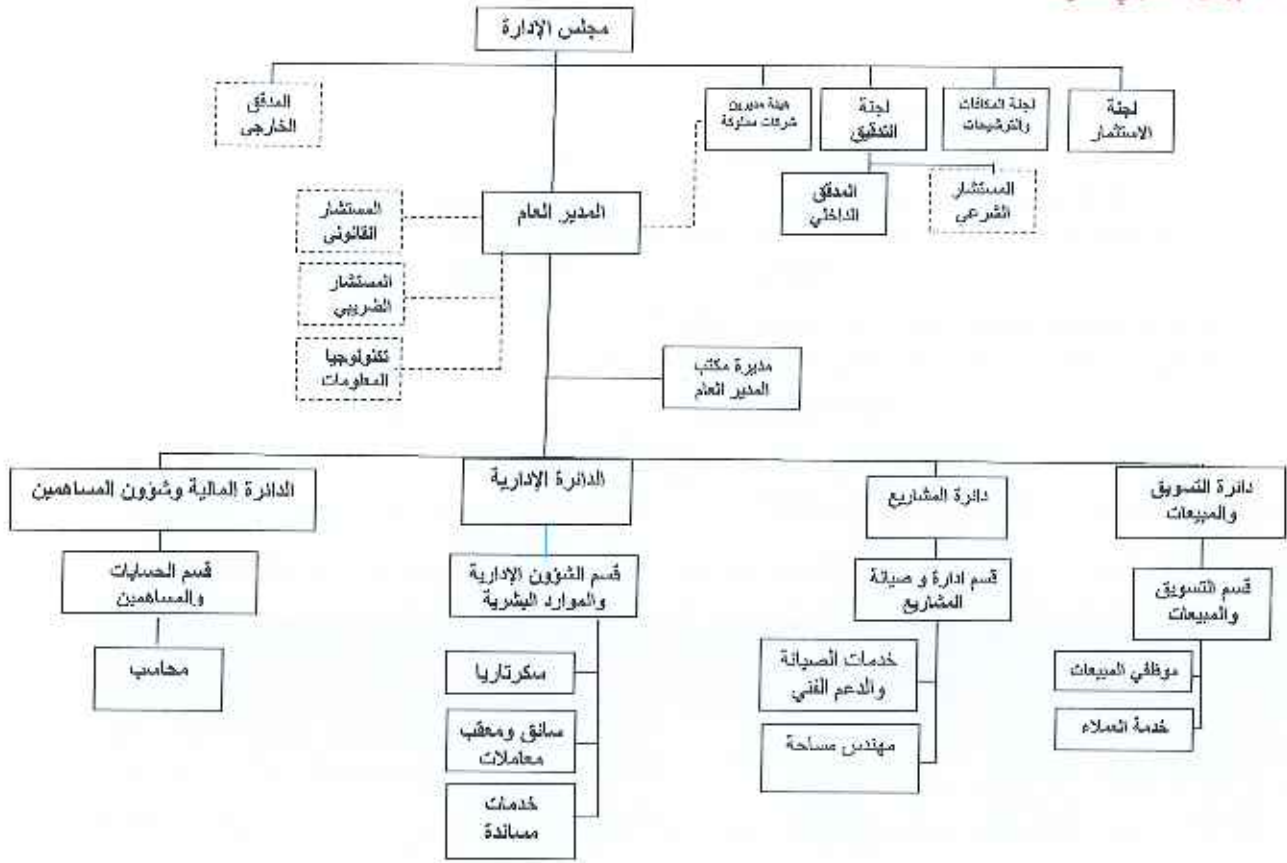 مجلس الإدارة
لجنة
الاستثمار
لجنة المكافات
والترشيحات
لجنة
التدقيق
هيئة مديرين
شركات مملوكة
المدقق
الخارجي
المستشار
الشرعي
المدقق
الداخلي
المدير العام
المستشار
القانوني
المستشار
الضريبي
تكنولوجيا
المعلومات
مديرة مكتب
المدير العام
دائرة التسويق
والمبيعات
دائرة المشاريع
الدائرة الإدارية
الدائرة المالية وشؤون المساهمين
قسم التسويق
والمبيعات
قسم ادارة و صيانة
المشاريع
قسم الشؤون الإدارية
والموارد البشرية
قسم الحسابات
والمساهمين
موظفي المبيعات
خدمة العملاء
خدمات الصيانة
والدعم الفني
مهندس مساحة
سكرتاريا
سائق ومعقب
معاملات
خدمات
مساندة
محاسب